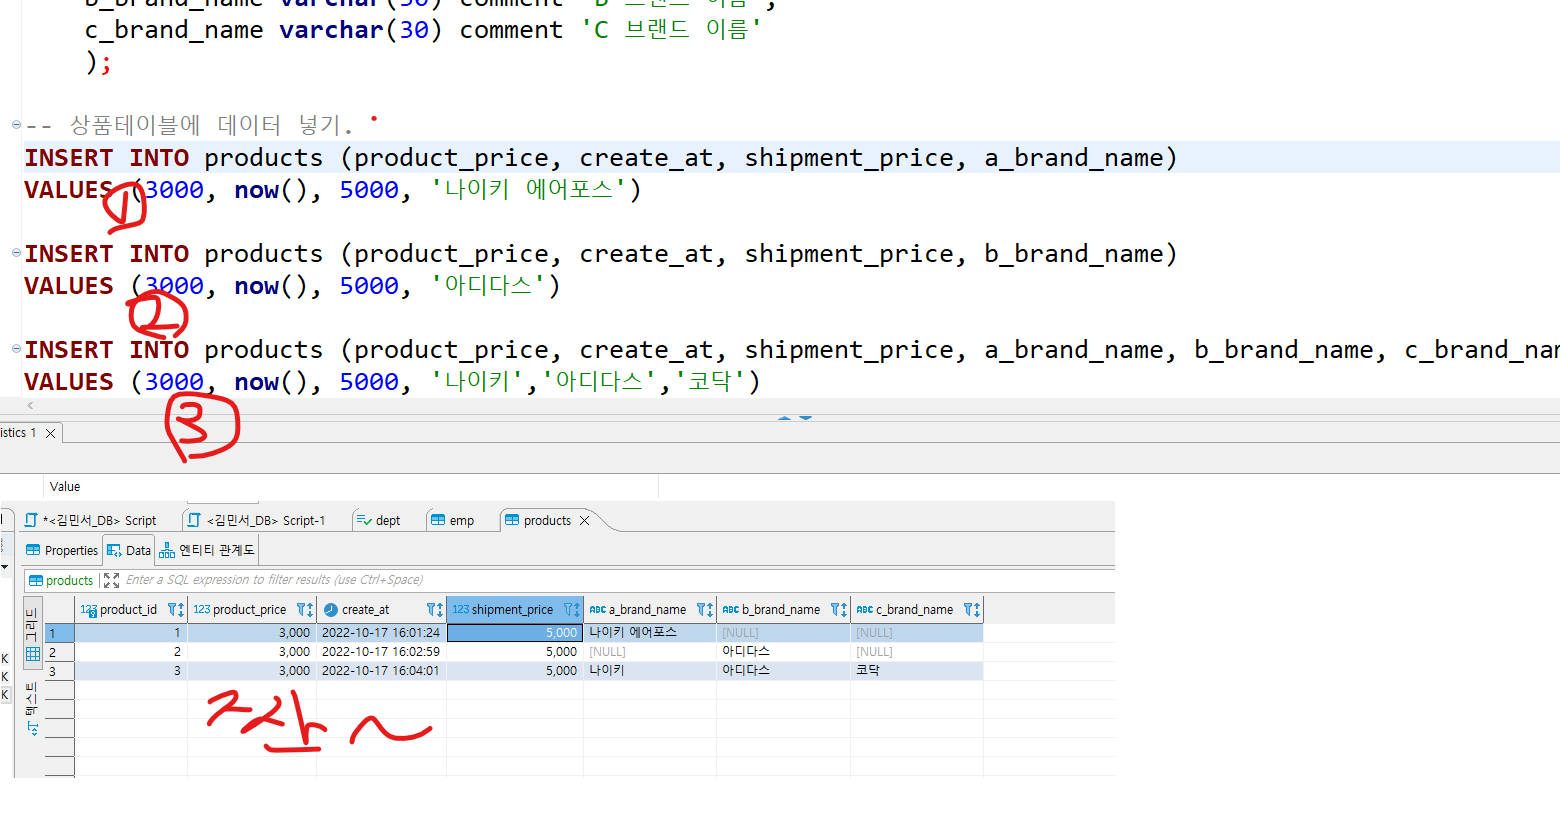 b_brand_name varchar(30) comment 'B 브랜드 이름',
c_brand_name varchar(30) comment 'C 브랜드 이름'
);
-- 상품테이블에 데이터 넣기.
INSERT INTO products (product_price, create_at, shipment_price, a_brand_name)
VALUES (3000, now(), 5000, '나이키 에어포스')
1
INSERT INTO products (product_price, create_at, shipment_price, b_brand_name)
VALUES (3000, now(), 5000, '아디다스')
2
INSERT INTO products (product_price, create_at, shipment_price, a_brand_name, b_brand_name, c_brand_nam
VALUES (3000, now(), 5000, '나이키','아디다스','코닥')
3
istics 1
Value
*<김민서_DB> Script <김민서_DB> Script-1 dept emp products
Properties Data 엔티티 관계도
products Enter a SQL expression to filter results (use Ctrl+Space)
그리드
텍스트
product_id 123 product_price create_at 123 shipment_price ABC a_brand_name ABC b_brand_name ABC c_brand_name
1 1 3,000 2022-10-17 16:01:24 5,000 나이키 에어포스 [NULL] [NULL]
2 2 3,000 2022-10-17 16:02:59 5,000 [NULL] 아디다스 [NULL]
3 3 3,000 2022-10-17 16:04:01 5,000 나이키 아디다스 코닥
K
K
K